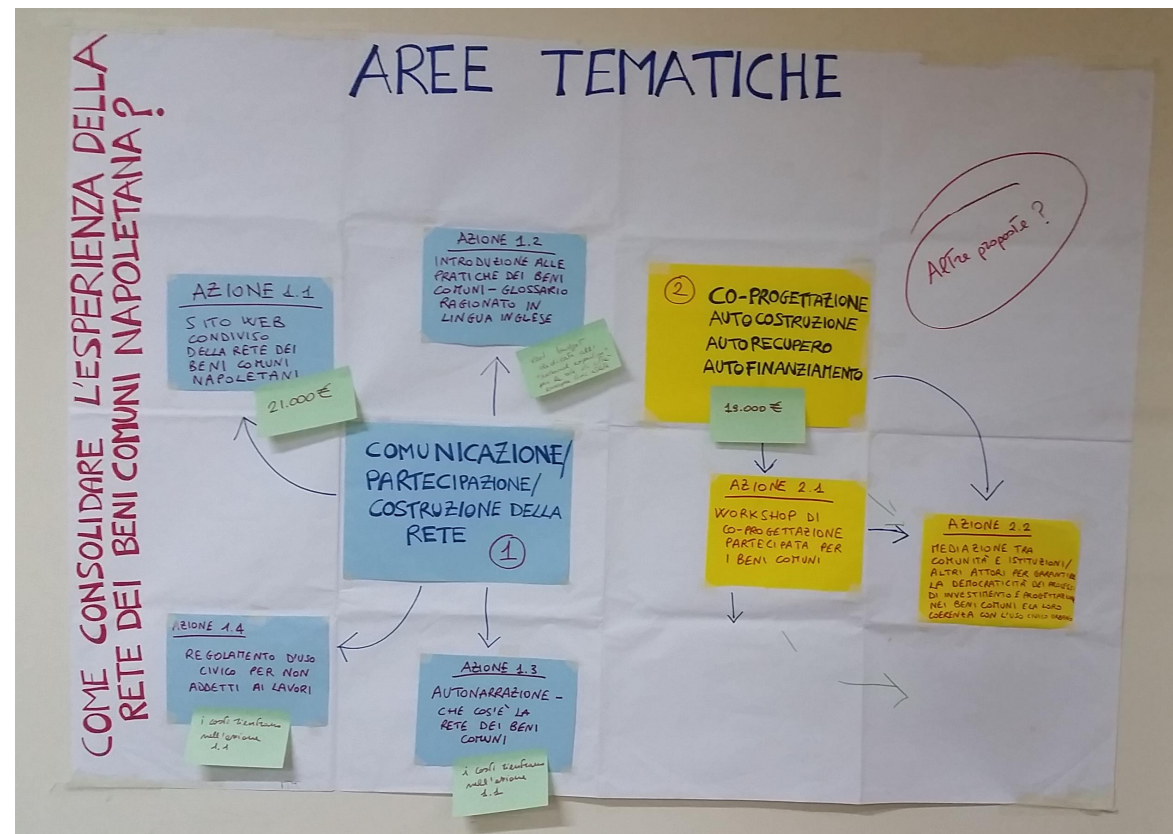 AREE TEMATICHE
COME CONSOLIDARE L'ESPERIENZA DELLA
RETE DEI BENI COMUNI NAPOLETANA?
AZIONE 1.1
SITO WEB
CONDIVISO
DELLA RETE DEI
BENI COMUNI
NAPOLETANI
21.000 €
AZIONE 1.2
INTRODUZIONE ALLE
PRATICHE DEI BENI
COMUNI - GLOSSARIO
RAGIONATO IN
LINGUA INGLESE
COMUNICAZIONE/
PARTECIPAZIONE/
COSTRUZIONE DELLA
RETE
1
AZIONE 1.4
REGOLAMENTO D'USO
CIVICO PER NON
ADDETTI AI LAVORI
i costi rientrano
nell'azione
1.1
AZIONE 1.3
AUTONARRAZIONE -
CHE COS'È LA
RETE DEI BENI
COMUNI
i costi rientrano
nell'azione
1.1
2
CO-PROGETTAZIONE
AUTOCOSTRUZIONE
AUTORECUPERO
AUTOFINANZIAMENTO
.000 €
AZIONE 2.1
WORKSHOP DI
CO-PROGETTAZIONE
PARTECIPATA PER
I BENI COMUNI
AZIONE 2.2
MEDIAZIONE TRA
COMUNITÀ E ISTITUZIONI/
ALTRI ATTORI PER GARANTIRE
LA DEMOCRATICITÀ DEI
DI INVESTIMENTO E
NEI BENI COMUNI E LA LORO
COERENZA CON L'USO CIVICO
Altre proposte?